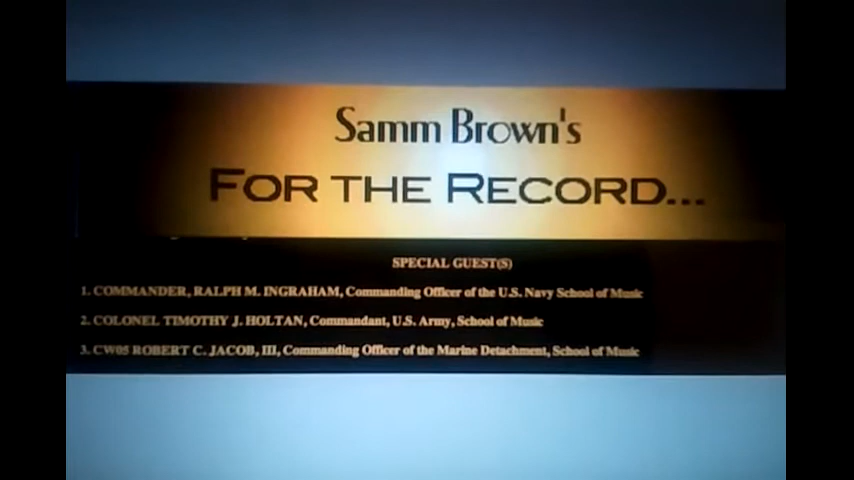 Samm Brown's
FOR THE RECORD...
SPECIAL GUEST(S)
1. COMMANDER, RALPH M. INGRAHAM, Commanding Officer of the U.S. Navy School of Music
2. COLONEL TIMOTHY J. HOLTAN, Commandant, U.S. Army, School of Music
3. CW05 ROBERT C. JACOB, III, Commanding Officer of the Marine Detachment, School of Music